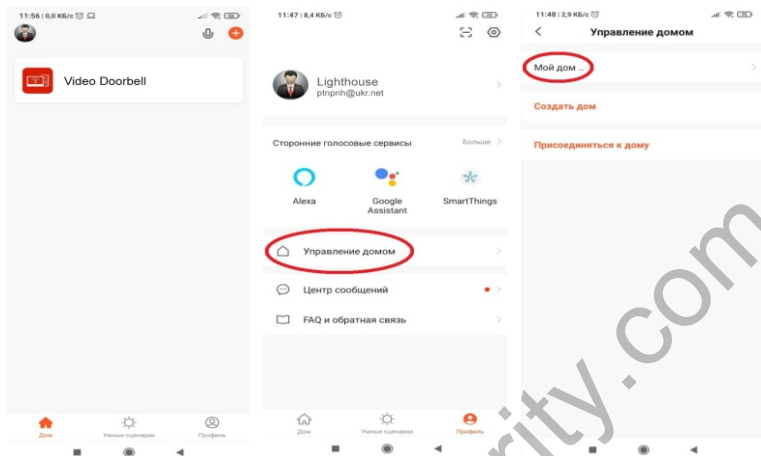 11:56 | 0,0 КБ/с
Video Doorbell
Дом
Умные сценарии
Профиль
11:47 | 8,4 КБ/с
Lighthouse
ptnpnh@ukr.net
Сторонние голосовые сервисы
Больше >
Alexa
Google Assistant
SmartThings
Управление домом
Центр сообщений
FAQ и обратная связь
Дом
Умные сценарии
Профиль
11:48 | 2,9 КБ/с
Управление домом
Мой дом ..
Создать дом
Присоединяться к дому
ity.com